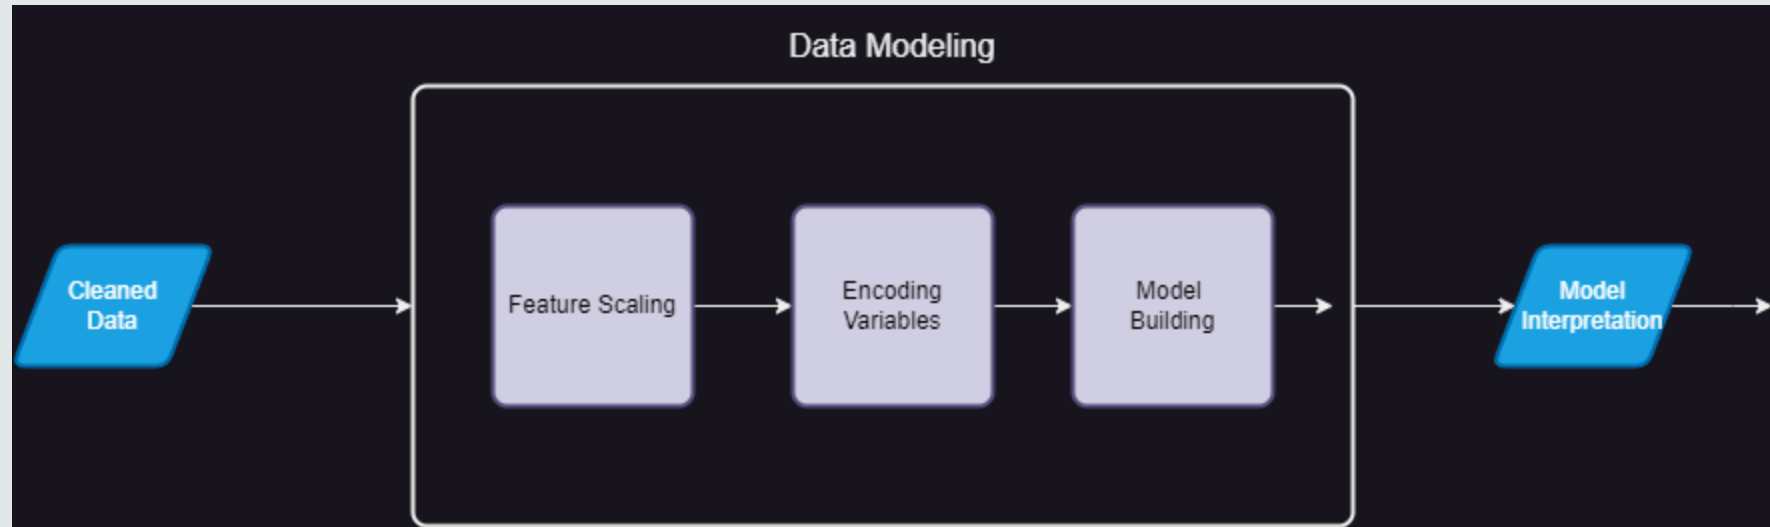 Data Modeling
Cleaned
Data
Feature Scaling
Encoding
Variables
Model
Building
Model
Interpretation